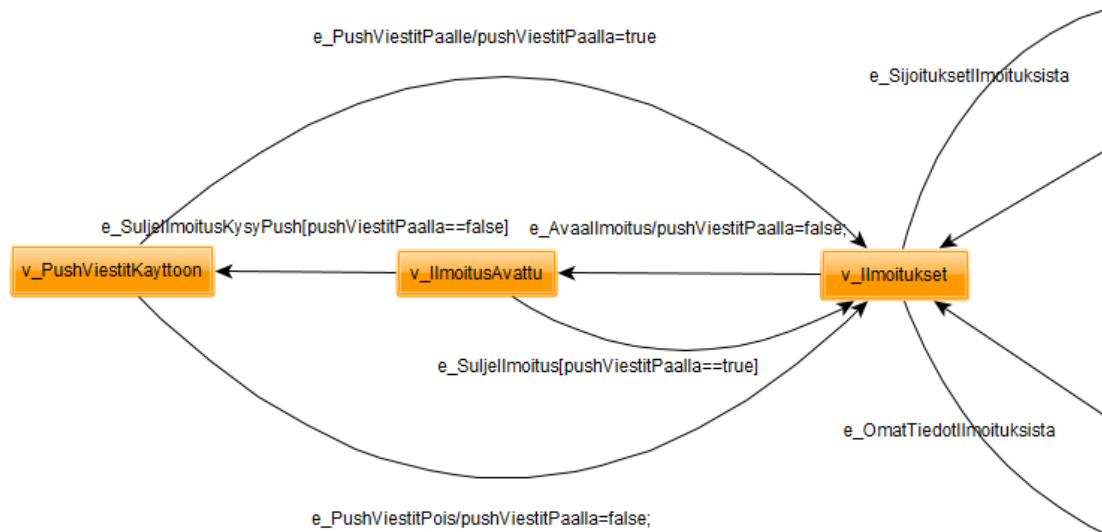 e_PushViestitPaalle/pushViestitPaalla=true
e_SijoituksetIlmoituksista
e_SuljeIlmoitusKysyPush[pushViestitPaalla==false]
e_AvaaIlmoitus/pushViestitPaalla=false;
v_PushViestitKayttoon
v_IlmoitusAvattu
v_Ilmoitukset
e_SuljeIlmoitus[pushViestitPaalla==true]
e_OmatTiedotIlmoituksista
e_PushViestitPois/pushViestitPaalla=false;